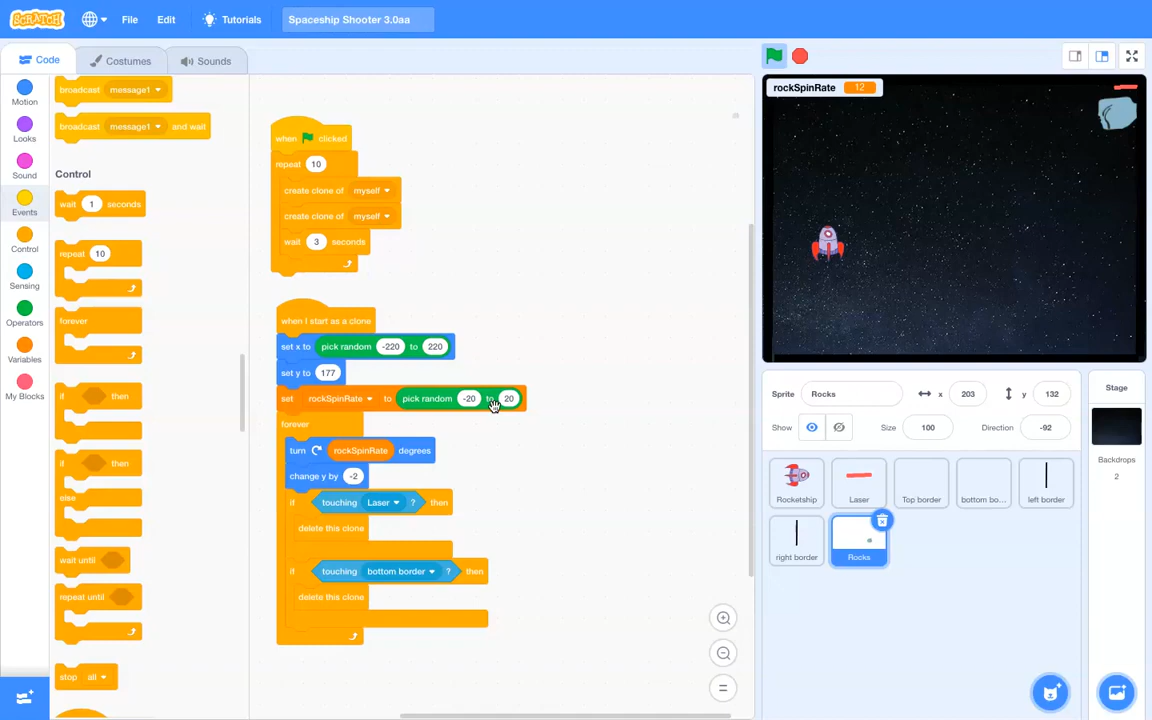 SCRATCH
File
Edit
Tutorials
Spaceship Shooter 3.0aa
Code
Costumes
Sounds
Motion
Looks
Sound
Events
Control
Sensing
Operators
Variables
My Blocks
broadcast message1
broadcast message1 and wait
Control
wait 1 seconds
repeat 10
forever
if then
if then
else
wait until
repeat until
stop all
when clicked
repeat 10
create clone of myself
create clone of myself
wait 3 seconds
when I start as a clone
set x to pick random -220 to 220
set y to 177
set rockSpinRate to pick random -20 to 20
forever
turn rockSpinRate degrees
change y by -2
if touching Laser ? then
delete this clone
if touching bottom border ? then
delete this clone
rockSpinRate 12
Sprite Rocks x 203 y 132
Show Size 100 Direction -92
Rocketship
Laser
Top border
bottom bo...
left border
right border
Rocks
Stage
Backdrops
2